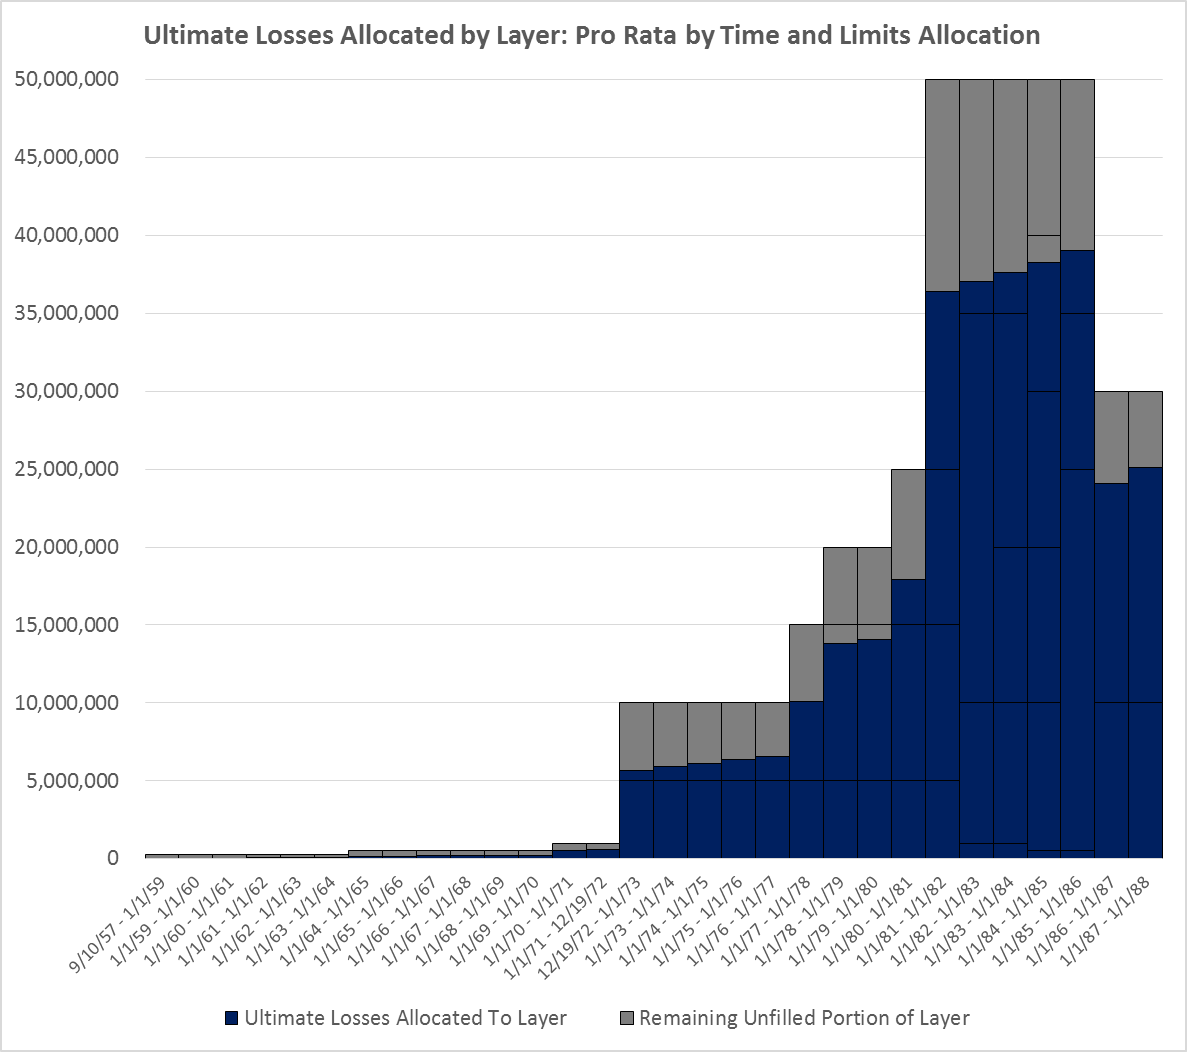 Ultimate Losses Allocated by Layer: Pro Rata by Time and Limits Allocation
50,000,000
45,000,000
40,000,000
35,000,000
30,000,000
25,000,000
20,000,000
15,000,000
10,000,000
5,000,000
0
9/10/57 - 1/1/59
1/1/59 - 1/1/60
1/1/60 - 1/1/61
1/1/61 - 1/1/62
1/1/62 - 1/1/63
1/1/63 - 1/1/64
1/1/64 - 1/1/65
1/1/65 - 1/1/66
1/1/66 - 1/1/67
1/1/67 - 1/1/68
1/1/68 - 1/1/69
1/1/69 - 1/1/70
1/1/70 - 1/1/71
1/1/71 - 12/19/72
12/19/72 - 1/1/73
1/1/73 - 1/1/74
1/1/74 - 1/1/75
1/1/75 - 1/1/76
1/1/76 - 1/1/77
1/1/77 - 1/1/78
1/1/78 - 1/1/79
1/1/79 - 1/1/80
1/1/80 - 1/1/81
1/1/81 - 1/1/82
1/1/82 - 1/1/83
1/1/83 - 1/1/84
1/1/84 - 1/1/85
1/1/85 - 1/1/86
1/1/86 - 1/1/87
1/1/87 - 1/1/88
Ultimate Losses Allocated To Layer
Remaining Unfilled Portion of Layer